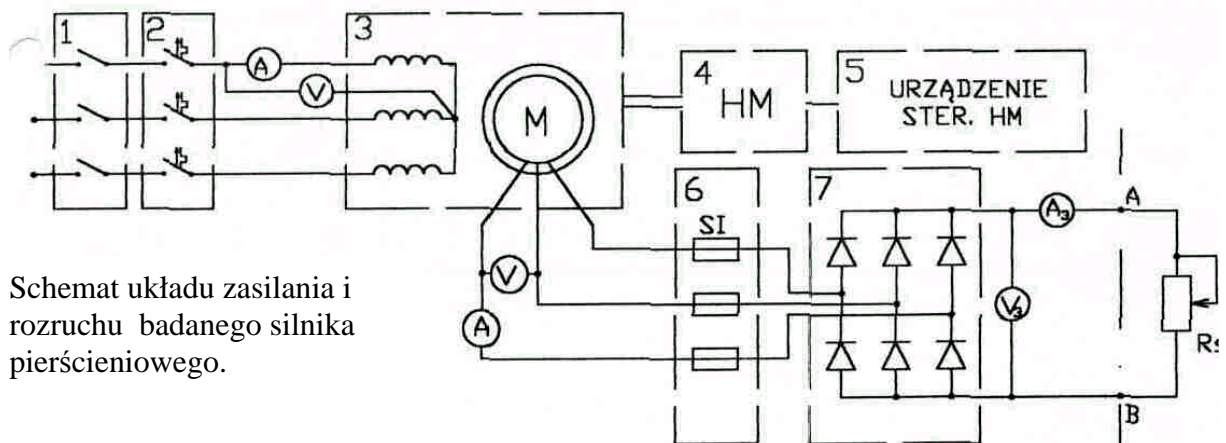 1
2
3
A
V
M
4
HM
5
URZĄDZENIE
STER. HM
6
SI
7
A3
A
V
V3
A
Rs
B
Schemat układu zasilania i
rozruchu badanego silnika
pierścieniowego.